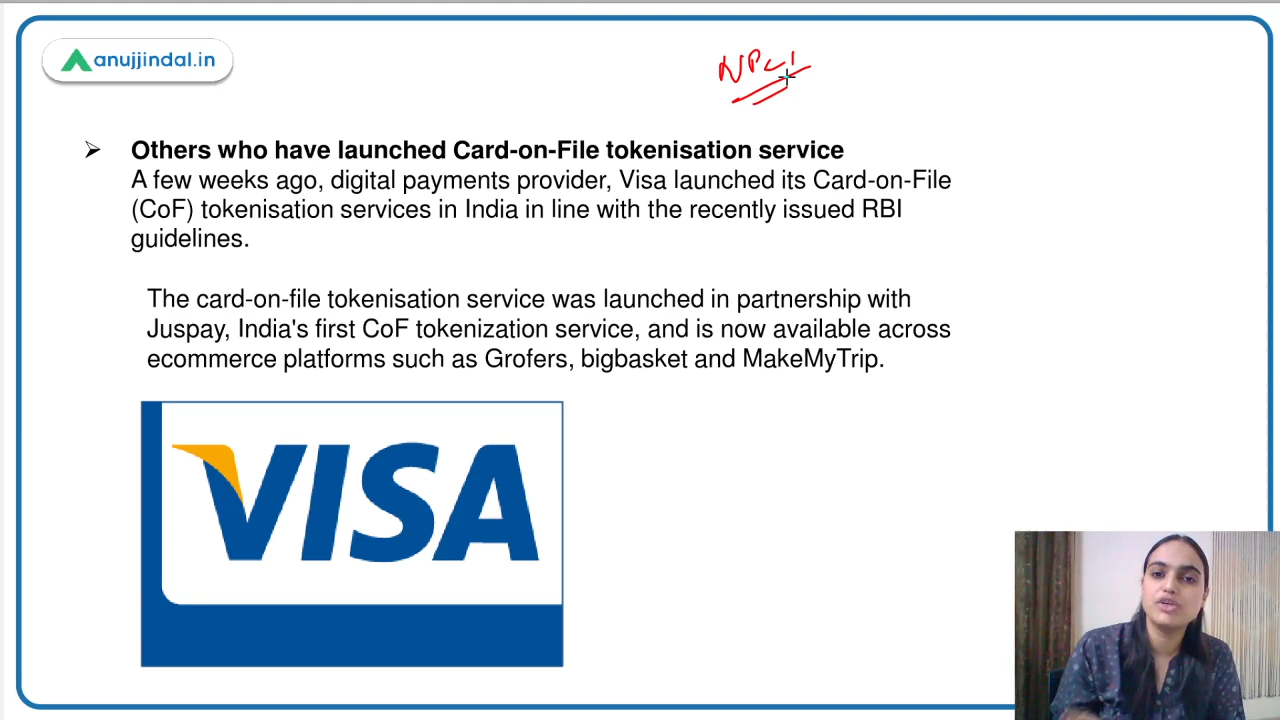 anujjindal.in
NPCI
Others who have launched Card-on-File tokenisation service
A few weeks ago, digital payments provider, Visa launched its Card-on-File
(CoF) tokenisation services in India in line with the recently issued RBI
guidelines.
The card-on-file tokenisation service was launched in partnership with
Juspay, India's first CoF tokenization service, and is now available across
ecommerce platforms such as Grofers, bigbasket and MakeMyTrip.
VISA